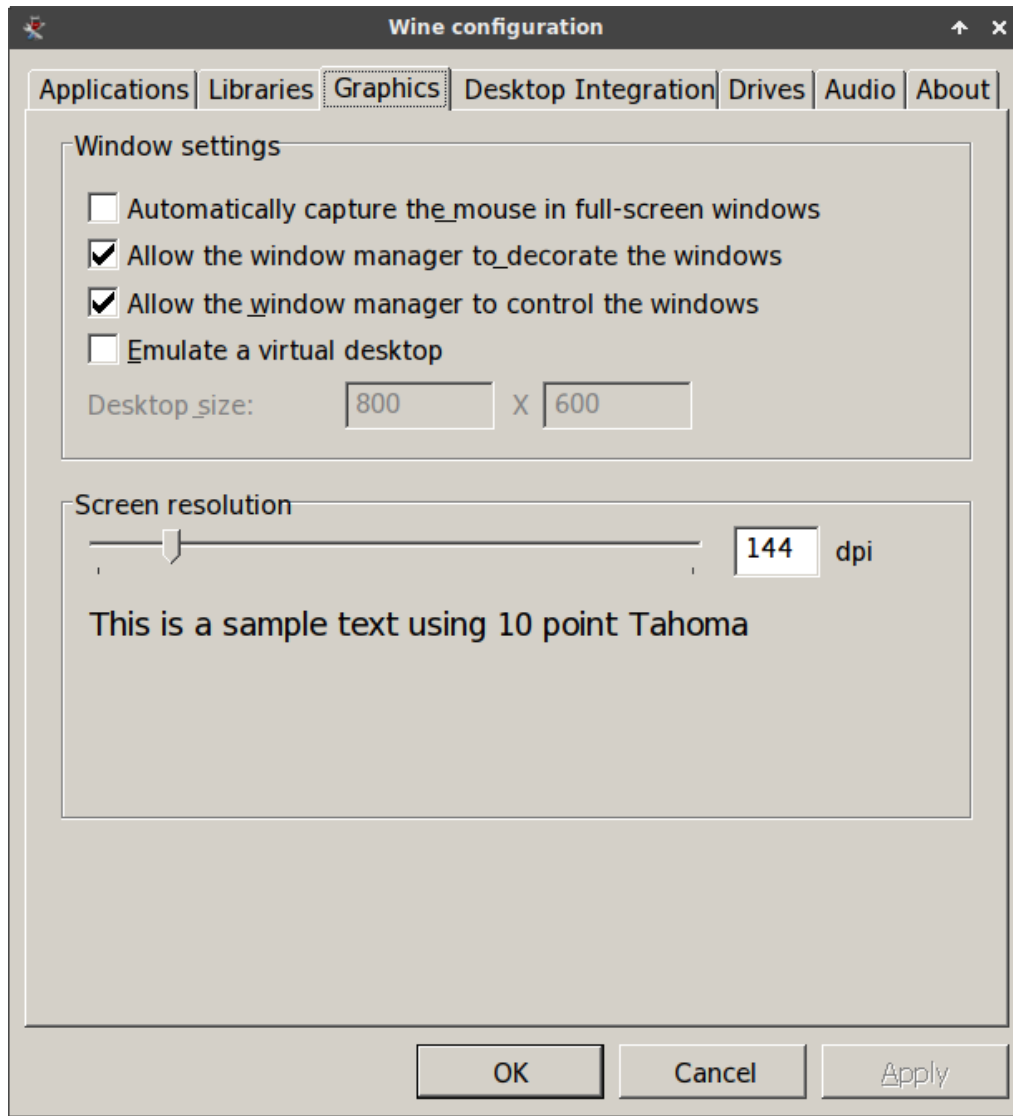 Wine configuration
Applications Libraries Graphics Desktop Integration Drives Audio About
Window settings
Automatically capture the mouse in full-screen windows
Allow the window manager to decorate the windows
Allow the window manager to control the windows
Emulate a virtual desktop
Desktop size: 800 X 600
Screen resolution
144 dpi
This is a sample text using 10 point Tahoma
OK Cancel Apply